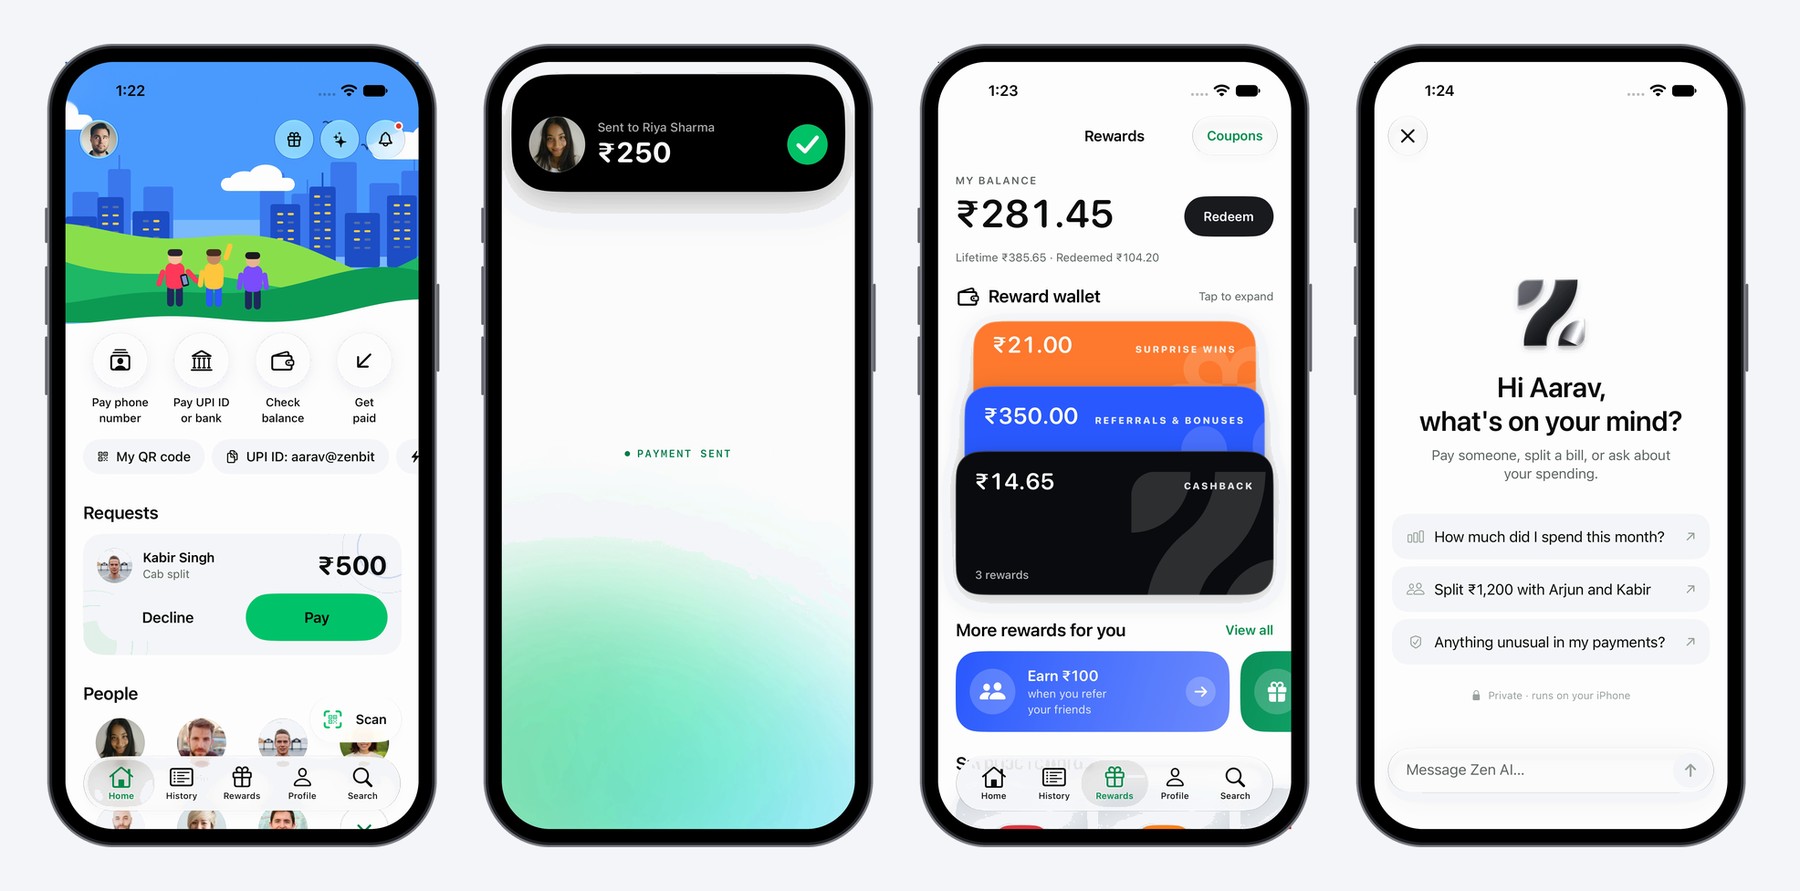 1:22
Pay phone
number
Pay UPI ID
or bank
Check
balance
Get
paid
My QR code
UPI ID: aarav@zenbit
Requests
Kabir Singh
Cab split
₹500
Decline
Pay
People
Scan
Home
History
Rewards
Profile
Search
Sent to Riya Sharma
₹250
PAYMENT SENT
1:23
Rewards
Coupons
MY BALANCE
₹281.45
Redeem
Lifetime ₹385.65 · Redeemed ₹104.20
Reward wallet
Tap to expand
₹21.00
SURPRISE WINS
₹350.00
REFERRALS & BONUSES
₹14.65
CASHBACK
3 rewards
More rewards for you
View all
Earn ₹100
when you refer
your friends
Home
History
Rewards
Profile
Search
1:24
Hi Aarav,
what's on your mind?
Pay someone, split a bill, or ask about
your spending.
How much did I spend this month?
Split ₹1,200 with Arjun and Kabir
Anything unusual in my payments?
Private · runs on your iPhone
Message Zen AI...